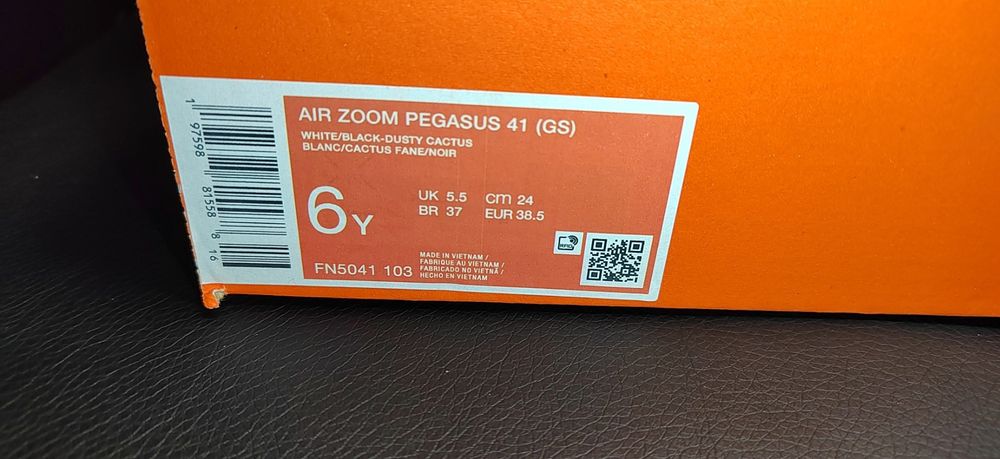 AIR ZOOM PEGASUS 41 (GS)
WHITE/BLACK-DUSTY CACTUS
BLANC/CACTUS FANE/NOIR
6Y
UK 5.5 cm 24
BR 37 EUR 38.5
FN5041 103
MADE IN VIETNAM /
FABRIQUE AU VIETNAM /
FABRICADO NO VIETNÃ /
HECHO EN VIETNAM
RFID
1 97598 81558 8 16